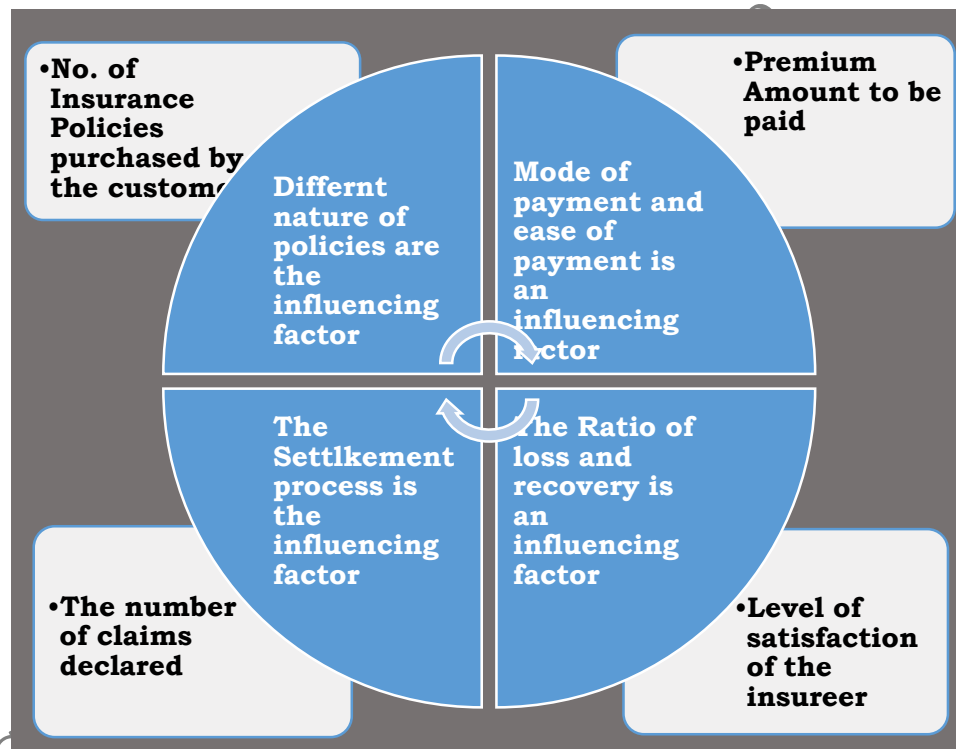 •No. of
Insurance
Policies
purchased by
the custome
Differnt
nature of
policies are
the
influencing
factor
•Premium
Amount to be
paid
Mode of
payment and
ease of
payment is
an
influencing
factor
The
Settlkement
process is
the
influencing
factor
•The number
of claims
declared
The Ratio of
loss and
recovery is
an
influencing
factor
•Level of
satisfaction
of the
insureer